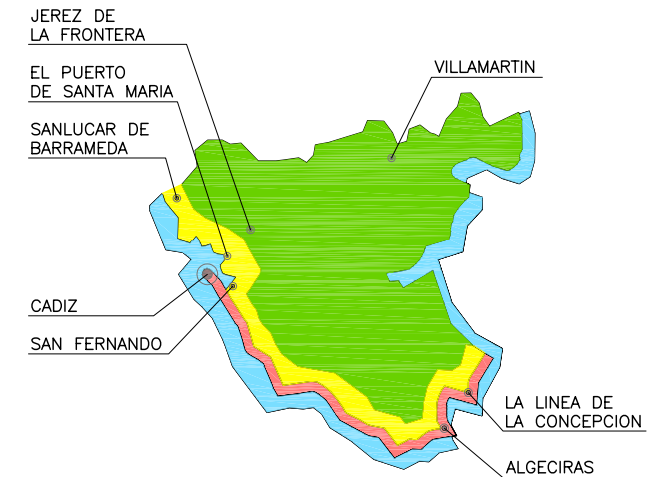 JEREZ DE
LA FRONTERA
EL PUERTO
DE SANTA MARIA
SANLUCAR DE
BARRAMEDA
CADIZ
SAN FERNANDO
VILLAMARTIN
LA LINEA DE
LA CONCEPCION
ALGECIRAS